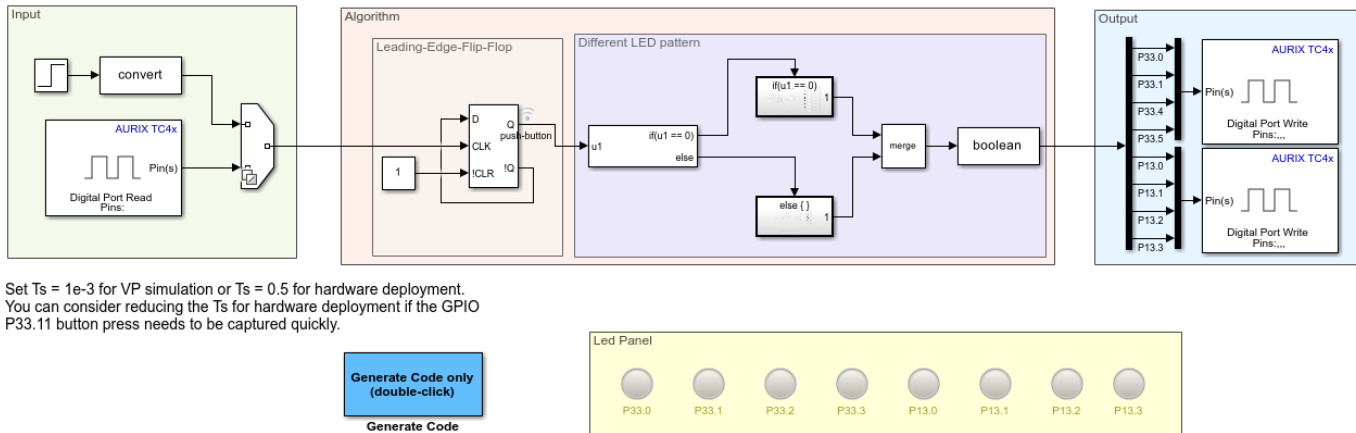 Input
convert
AURIX TC4x
Pin(s)
Digital Port Read
Pins:
Algorithm
Leading-Edge-Flip-Flop
D
CLK
!CLR
Q
push-button
!Q
1
Different LED pattern
u1
if(u1 == 0)
else
if(u1 == 0)
1
else { }
1
merge
boolean
Output
P33.0
P33.1
P33.4
P33.5
P13.0
P13.1
P13.2
P13.3
AURIX TC4x
Pin(s)
Digital Port Write
Pins:,,,
AURIX TC4x
Pin(s)
Digital Port Write
Pins:,,,
Set Ts = 1e-3 for VP simulation or Ts = 0.5 for hardware deployment.
You can consider reducing the Ts for hardware deployment if the GPIO
P33.11 button press needs to be captured quickly.
Generate Code only
(double-click)
Generate Code
Led Panel
P33.0
P33.1
P33.2
P33.3
P13.0
P13.1
P13.2
P13.3